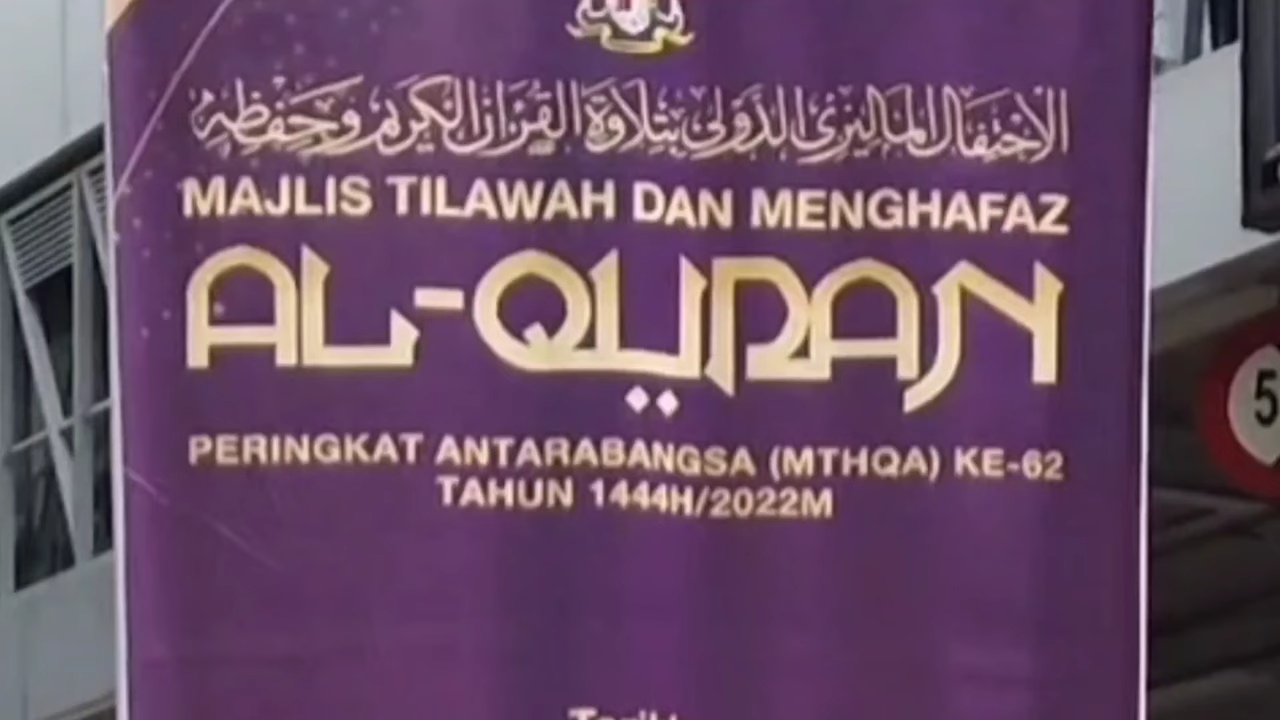 الاحتفال الماليزي الدولي بتلاوة القرآن الكريم وحفظه
MAJLIS TILAWAH DAN MENGHAFAZ
AL-QURAN
PERINGKAT ANTARABANGSA (MTHQA) KE-62
TAHUN 1444H/2022M
5